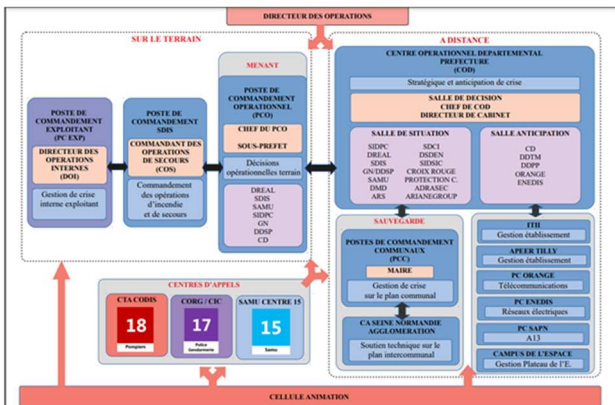 DIRECTEUR DES OPERATIONS
SUR LE TERRAIN
A DISTANCE
POSTE DE
COMMANDEMENT
EXPLOITANT
(PC EXP)
DIRECTEUR DES
OPERATIONS
INTERNES
(DOI)
Gestion de crise
interne exploitant
POSTE DE
COMMANDEMENT
SDIS
COMMANDANT DES
OPERATIONS
DE SECOURS
(COS)
Commandement
des opérations
d'incendie
et de secours
MENANT
POSTE DE
COMMANDEMENT
OPERATIONNEL
(PCO)
CHEF DU PCO
SOUS-PREFET
Décisions
opérationnelles terrain
DREAL
SDIS
SAMU
SIDPC
GN
DDSP
CD
CENTRE OPERATIONNEL DEPARTEMENTAL
PREFECTURE
(COD)
Stratégique et anticipation de crise
SALLE DE DECISION
CHEF DE COD
DIRECTEUR DE CABINET
SALLE DE SITUATION
SIDPC
DREAL
SDIS
GN/DDSP
SAMU
DMD
ARS
SDCI
DSDEN
SIDSIC
CROIX ROUGE
PROTECTION C.
ADRASEC
ARIANEGROUP
SALLE ANTICIPATION
CD
DDTM
DDPP
ORANGE
ENEDIS
SAUVEGARDE
POSTES DE COMMANDEMENT
COMMUNAUX
(PCC)
MAIRE
Gestion de crise
sur le plan communal
CA SEINE NORMANDIE
AGGLOMERATION
Soutien technique sur le
plan intercommunal
ITII
Gestion établissement
APEER TILLY
Gestion établissement
PC ORANGE
Télécommunications
PC ENEDIS
Réseaux électriques
PC SAPN
A13
CAMPUS DE L'ESPACE
Gestion Plateau de l'E.
CENTRES D'APPELS
CTA CODIS
18
Pompiers
CORG / CIC
17
Police
Gendarmerie
SAMU CENTRE 15
15
Samu
CELLULE ANIMATION